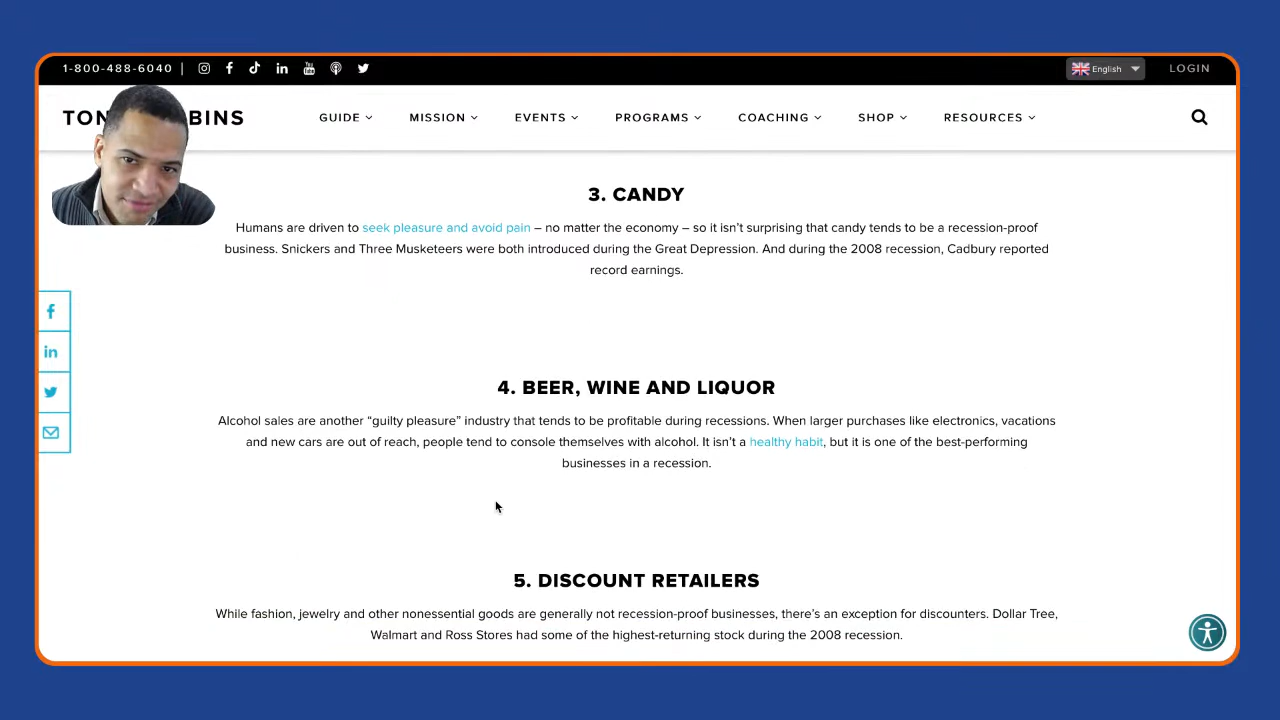 1-800-488-6040 |
English
LOGIN
TON BINS
GUIDE
MISSION
EVENTS
PROGRAMS
COACHING
SHOP
RESOURCES
3. CANDY
Humans are driven to seek pleasure and avoid pain – no matter the economy – so it isn’t surprising that candy tends to be a recession-proof
business. Snickers and Three Musketeers were both introduced during the Great Depression. And during the 2008 recession, Cadbury reported
record earnings.
4. BEER, WINE AND LIQUOR
Alcohol sales are another “guilty pleasure” industry that tends to be profitable during recessions. When larger purchases like electronics, vacations
and new cars are out of reach, people tend to console themselves with alcohol. It isn’t a healthy habit, but it is one of the best-performing
businesses in a recession.
5. DISCOUNT RETAILERS
While fashion, jewelry and other nonessential goods are generally not recession-proof businesses, there’s an exception for discounters. Dollar Tree,
Walmart and Ross Stores had some of the highest-returning stock during the 2008 recession.